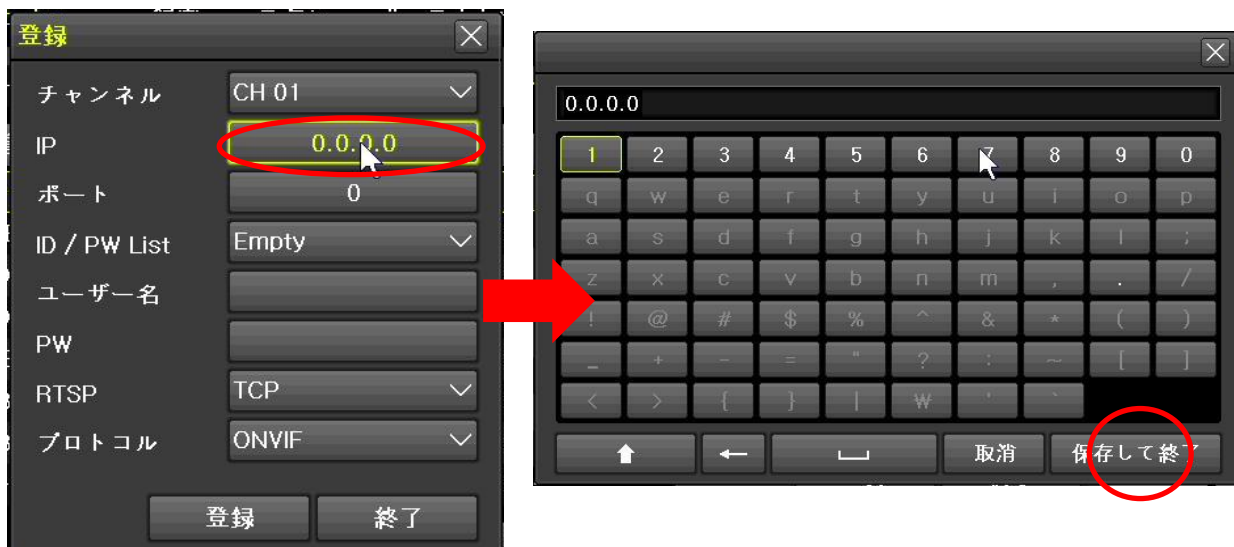 登録
チャンネル CH 01
IP 0.0.0.0
ポート 0
ID / PW List Empty
ユーザー名
PW
RTSP TCP
プロトコル ONVIF
登録 終了
0.0.0.0
1 2 3 4 5 6 7 8 9 0
q w e r t y u i o p
a s d f g h j k l ;
z x c v b n m , . /
! @ # $ % ^ & * ( )
_ + - = " ? : ~ [ ]
< > { } | ₩ ' `
取消 保存して終了